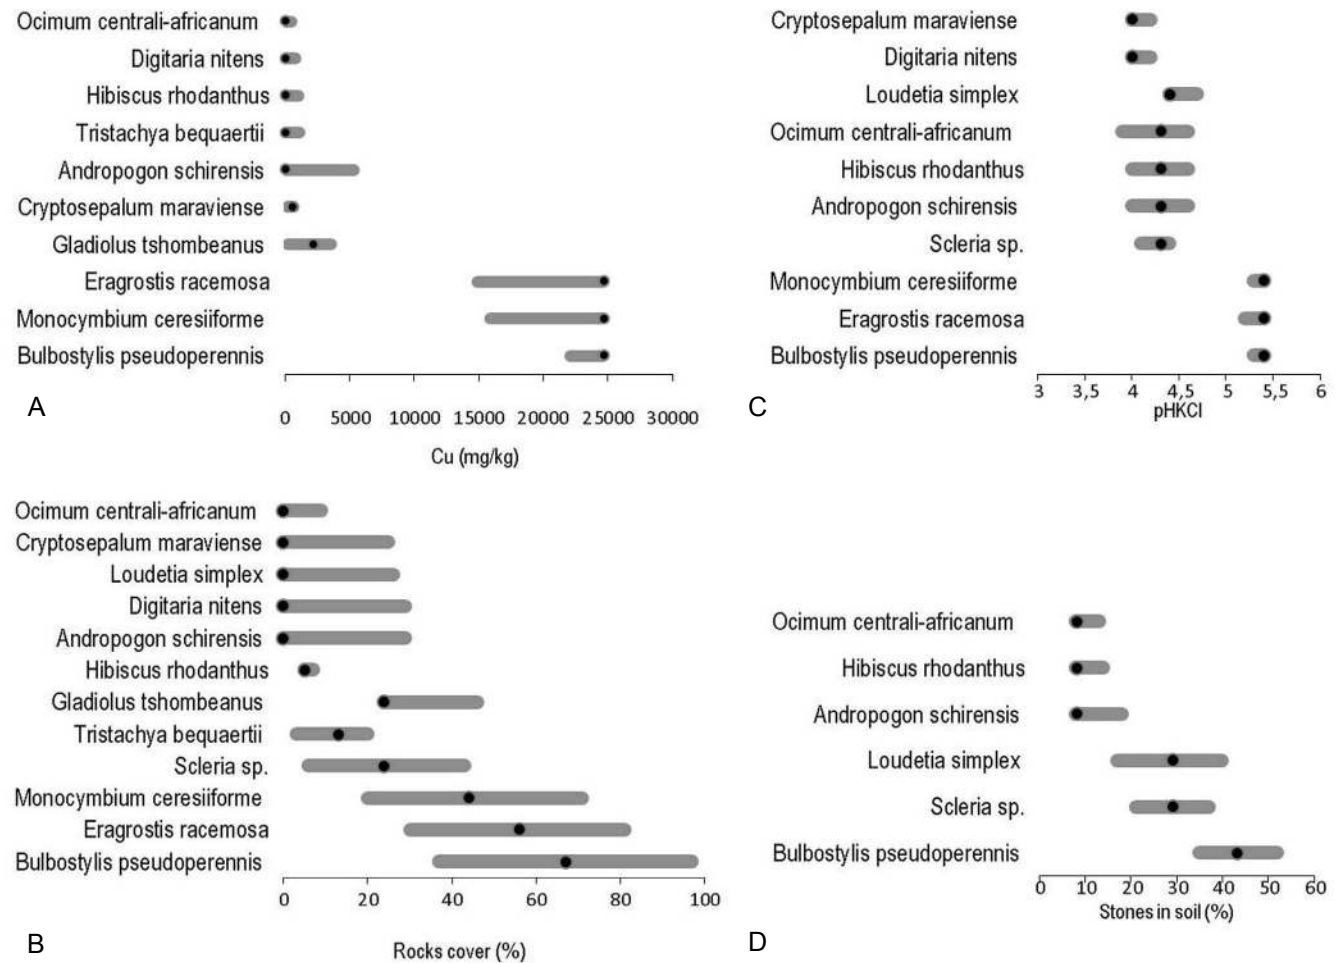 Ocimum centrali-africanum
Digitaria nitens
Hibiscus rhodanthus
Tristachya bequaertii
Andropogon schirensis
Cryptosepalum maraviense
Gladiolus tshombeanus
Eragrostis racemosa
Monocymbium ceresiiforme
Bulbostylis pseudoperennis
A
0 5000 10000 15000 20000 25000 30000
Cu (mg/kg)
Ocimum centrali-africanum
Cryptosepalum maraviense
Loudetia simplex
Digitaria nitens
Andropogon schirensis
Hibiscus rhodanthus
Gladiolus tshombeanus
Tristachya bequaertii
Scleria sp.
Monocymbium ceresiiforme
Eragrostis racemosa
Bulbostylis pseudoperennis
0 20 40 60 80 100
B
Rocks cover (%)
Cryptosepalum maraviense
Digitaria nitens
Loudetia simplex
Ocimum centrali-africanum
Hibiscus rhodanthus
Andropogon schirensis
Scleria sp.
Monocymbium ceresiiforme
Eragrostis racemosa
Bulbostylis pseudoperennis
3 3,5 4 4,5 5 5,5 6
C
pHKCl
Ocimum centrali-africanum
Hibiscus rhodanthus
Andropogon schirensis
Loudetia simplex
Scleria sp.
Bulbostylis pseudoperennis
0 10 20 30 40 50 60
Stones in soil (%)
D